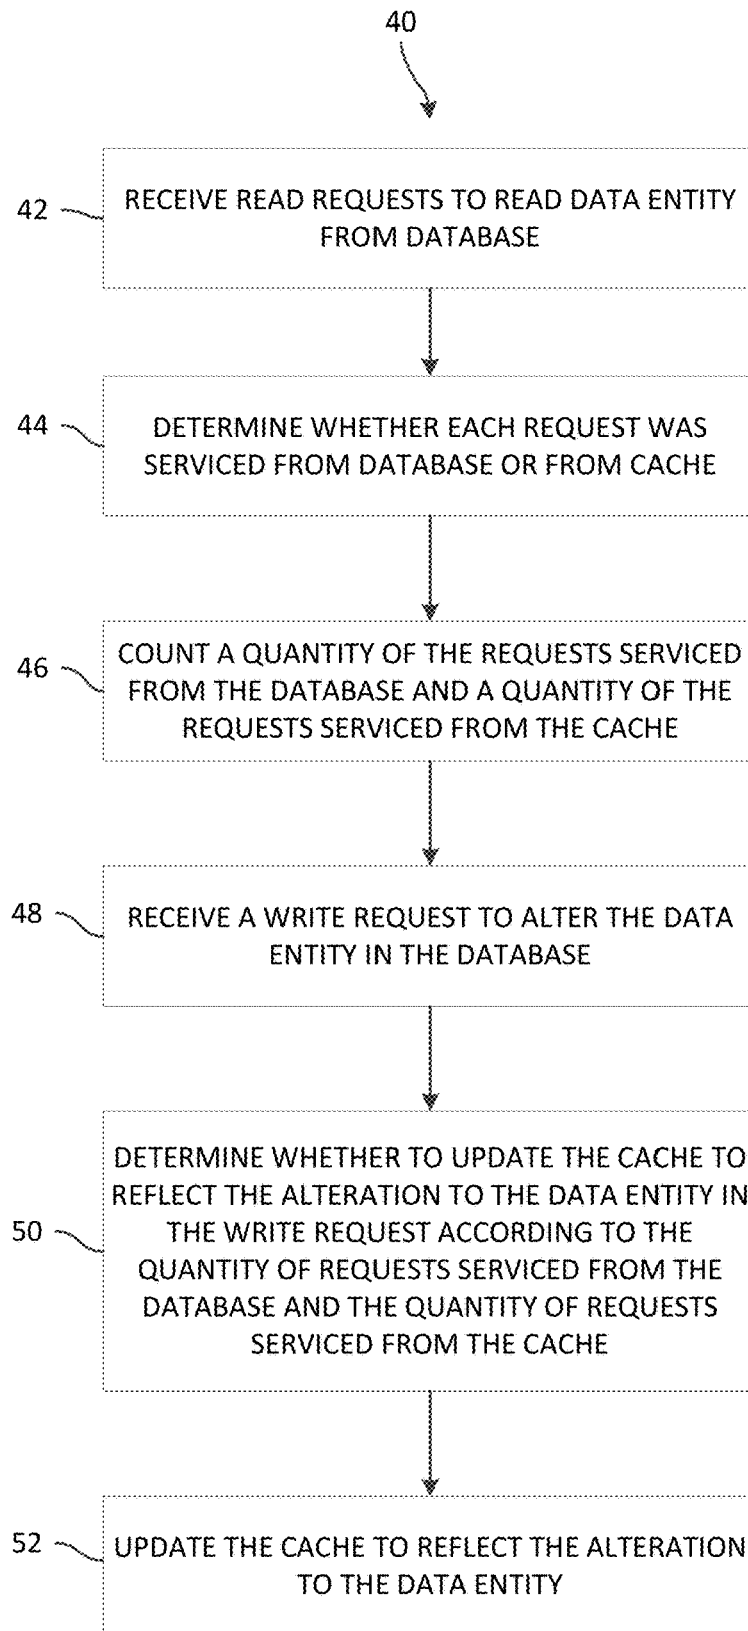 40
42
RECEIVE READ REQUESTS TO READ DATA ENTITY
FROM DATABASE
44
DETERMINE WHETHER EACH REQUEST WAS
SERVICED FROM DATABASE OR FROM CACHE
46
COUNT A QUANTITY OF THE REQUESTS SERVICED
FROM THE DATABASE AND A QUANTITY OF THE
REQUESTS SERVICED FROM THE CACHE
48
RECEIVE A WRITE REQUEST TO ALTER THE DATA
ENTITY IN THE DATABASE
50
DETERMINE WHETHER TO UPDATE THE CACHE TO
REFLECT THE ALTERATION TO THE DATA ENTITY IN
THE WRITE REQUEST ACCORDING TO THE
QUANTITY OF REQUESTS SERVICED FROM THE
DATABASE AND THE QUANTITY OF REQUESTS
SERVICED FROM THE CACHE
52
UPDATE THE CACHE TO REFLECT THE ALTERATION
TO THE DATA ENTITY